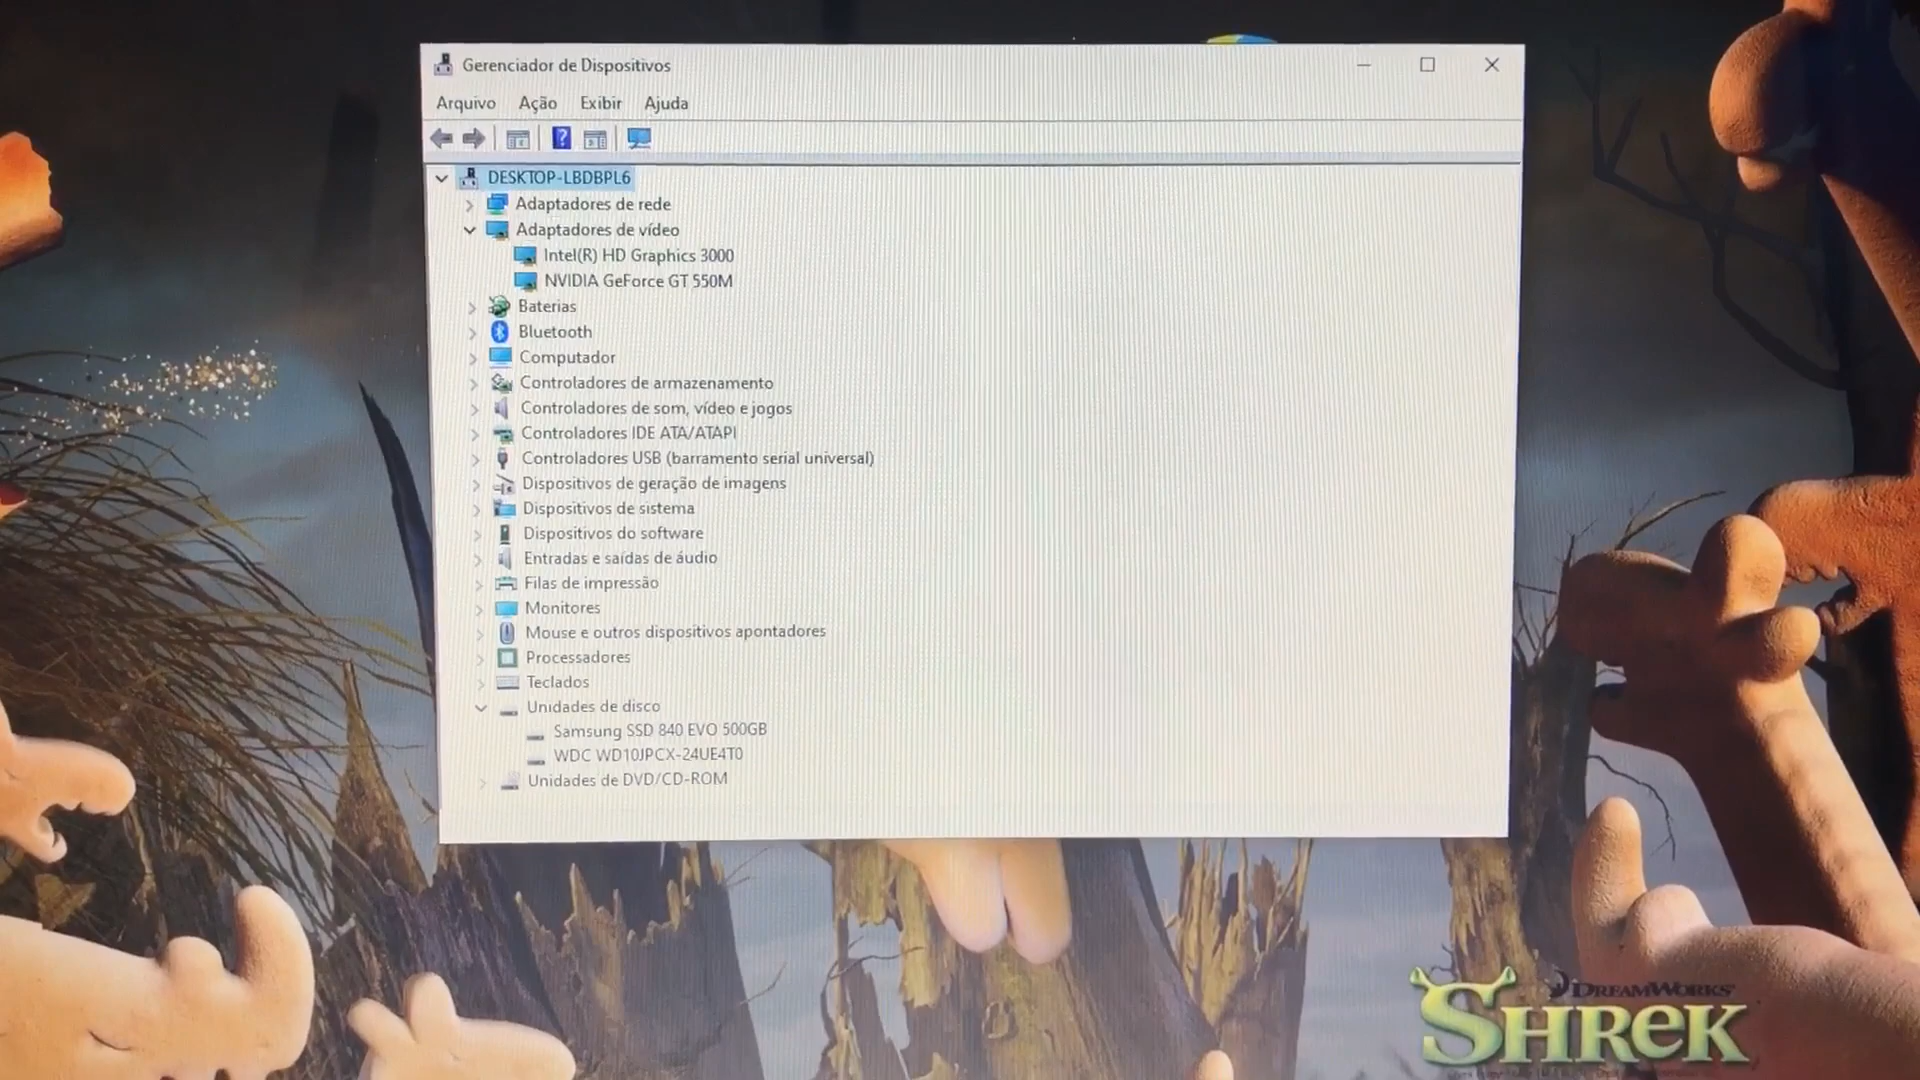 Gerenciador de Dispositivos
Arquivo Ação Exibir Ajuda
DESKTOP-LBDBPL6
Adaptadores de rede
Adaptadores de vídeo
Intel(R) HD Graphics 3000
NVIDIA GeForce GT 550M
Baterias
Bluetooth
Computador
Controladores de armazenamento
Controladores de som, vídeo e jogos
Controladores IDE ATA/ATAPI
Controladores USB (barramento serial universal)
Dispositivos de geração de imagens
Dispositivos de sistema
Dispositivos do software
Entradas e saídas de áudio
Filas de impressão
Monitores
Mouse e outros dispositivos apontadores
Processadores
Teclados
Unidades de disco
Samsung SSD 840 EVO 500GB
WDC WD10JPCX-24UE4T0
Unidades de DVD/CD-ROM
DREAMWORKS
SHREK